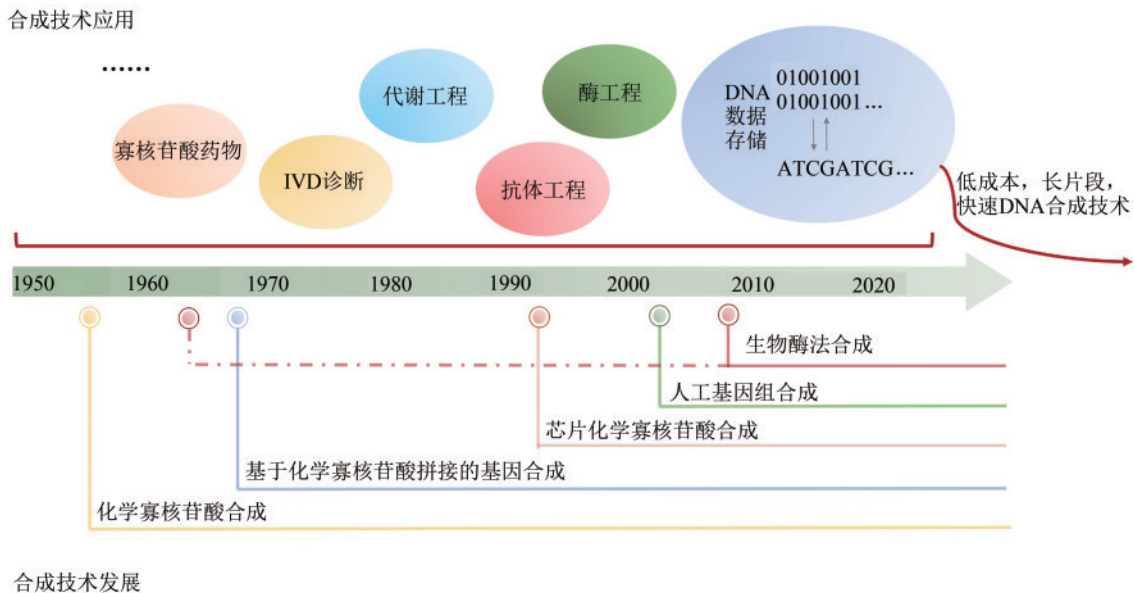 合成技术应用
······
寡核苷酸药物
IVD诊断
代谢工程
抗体工程
酶工程
DNA
数据
存储
01001001
01001001...
ATCGATCG...
低成本，长片段，
快速DNA合成技术
1950 1960 1970 1980 1990 2000 2010 2020
生物酶法合成
人工基因组合成
芯片化学寡核苷酸合成
基于化学寡核苷酸拼接的基因合成
化学寡核苷酸合成
合成技术发展